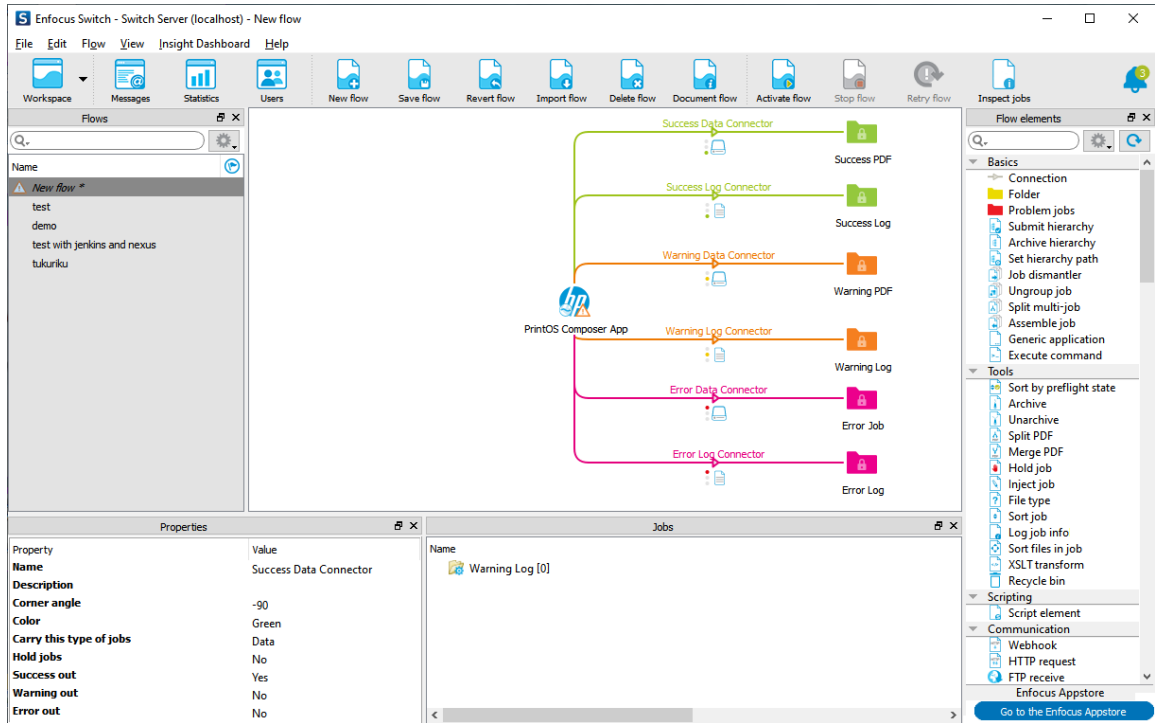 Enfocus Switch - Switch Server (localhost) - New flow
File Edit Flow View Insight Dashboard Help
Workspace Messages Statistics Users New flow Save flow Revert flow Import flow Delete flow Document flow Activate flow Stop flow Retry flow Inspect jobs 3
Flows
Name
New flow *
test
demo
test with jenkins and nexus
tukuriku
Success Data Connector
Success PDF
Success Log Connector
Success Log
Warning Data Connector
Warning PDF
hp
PrintOS Composer App
Warning Log Connector
Warning Log
Error Data Connector
Error Job
Error Log Connector
Error Log
Flow elements
Basics
Connection
Folder
Problem jobs
Submit hierarchy
Archive hierarchy
Set hierarchy path
Job dismantler
Ungroup job
Split multi-job
Assemble job
Generic application
Execute command
Tools
Sort by preflight state
Archive
Unarchive
Split PDF
Merge PDF
Hold job
Inject job
File type
Sort job
Log job info
Sort files in job
XSLT transform
Recycle bin
Scripting
Script element
Communication
Webhook
HTTP request
FTP receive
Enfocus Appstore
Go to the Enfocus Appstore
Properties
Property Value
Name Success Data Connector
Description
Corner angle -90
Color Green
Carry this type of jobs Data
Hold jobs No
Success out Yes
Warning out No
Error out No
Jobs
Name
Warning Log [0]